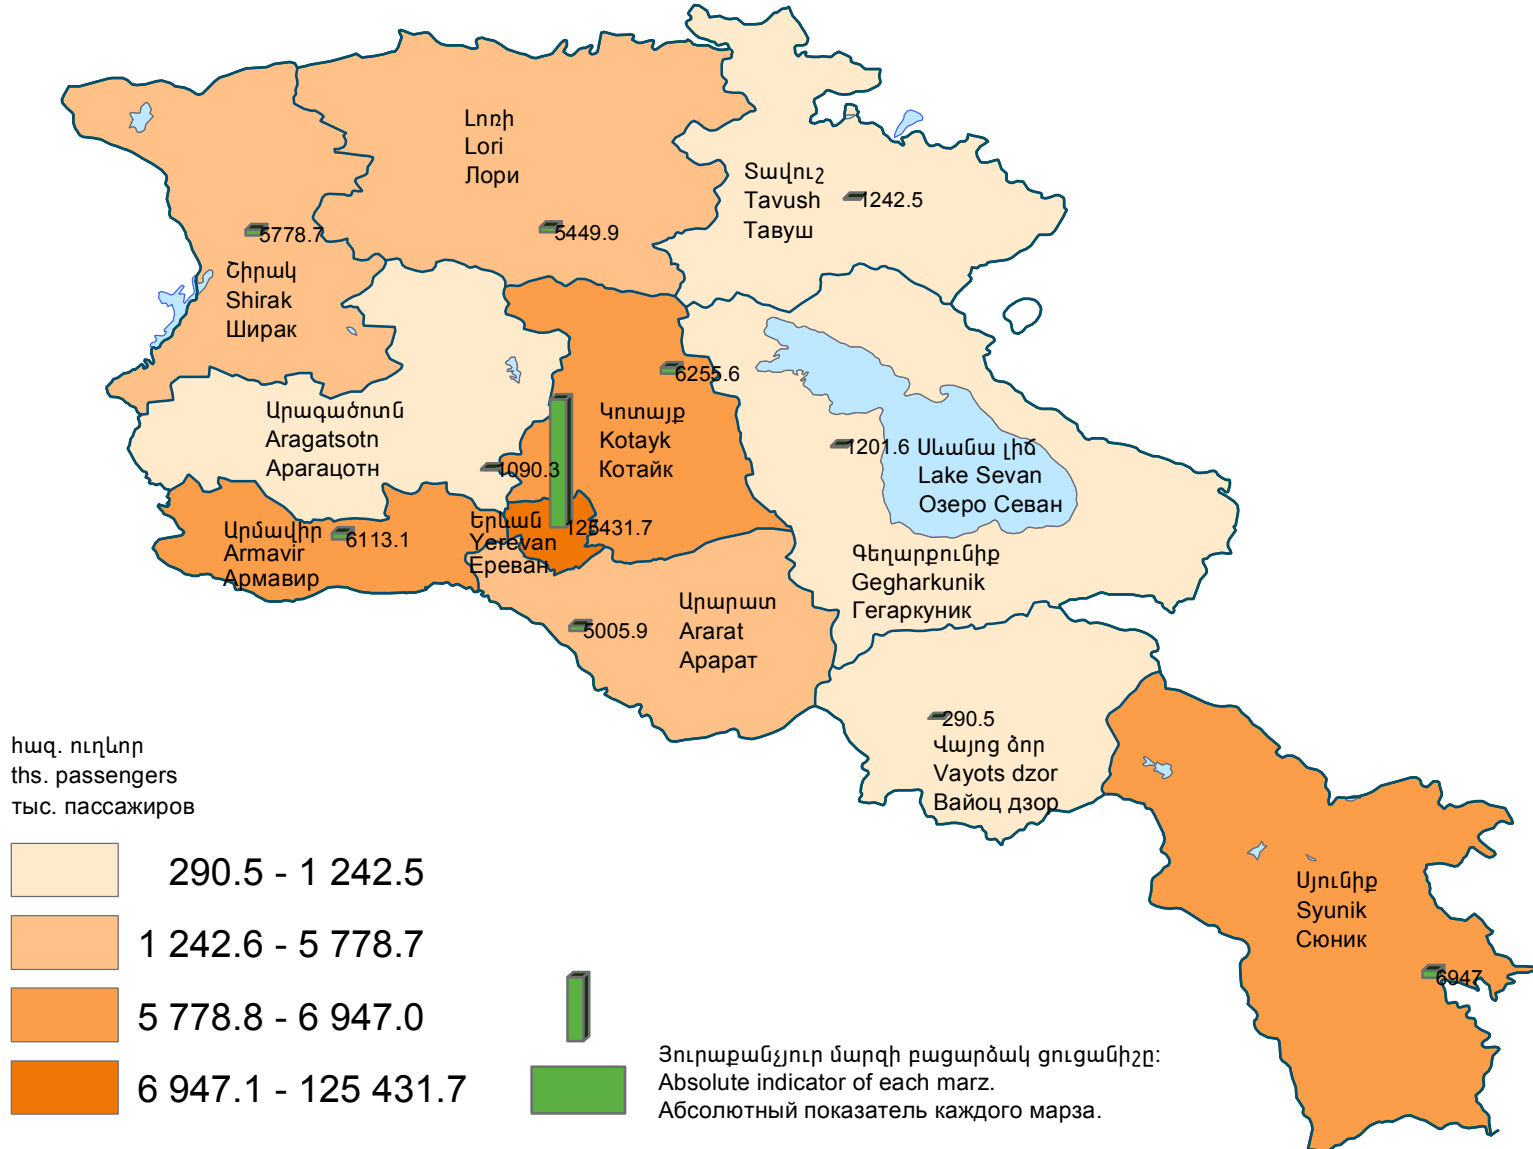 Լոռի
Lori
Лори
5449.9
Տավուշ
Tavush
Тавуш
1242.5
5778.7
Շիրակ
Shirak
Ширак
6255.6
Կոտայք
Kotayk
Котайк
Արագածոտն
Aragatsotn
Арагацотн
1090.3
1201.6
Սևանա լիճ
Lake Sevan
Озеро Севан
Արմավիր
Armavir
Армавир
6113.1
Երևան
Yerevan
Ереван
125431.7
Գեղարքունիք
Gegharkunik
Гегаркуник
Արարատ
Ararat
Арарат
5005.9
290.5
Վայոց ձոր
Vayots dzor
Вайоц дзор
Սյունիք
Syunik
Сюник
6947
հազ. ուղևոր
ths. passengers
тыс. пассажиров
290.5 - 1 242.5
1 242.6 - 5 778.7
5 778.8 - 6 947.0
6 947.1 - 125 431.7
Յուրաքանչյուր մարզի բացարձակ ցուցանիշը:
Absolute indicator of each marz.
Абсолютный показатель каждого марза.